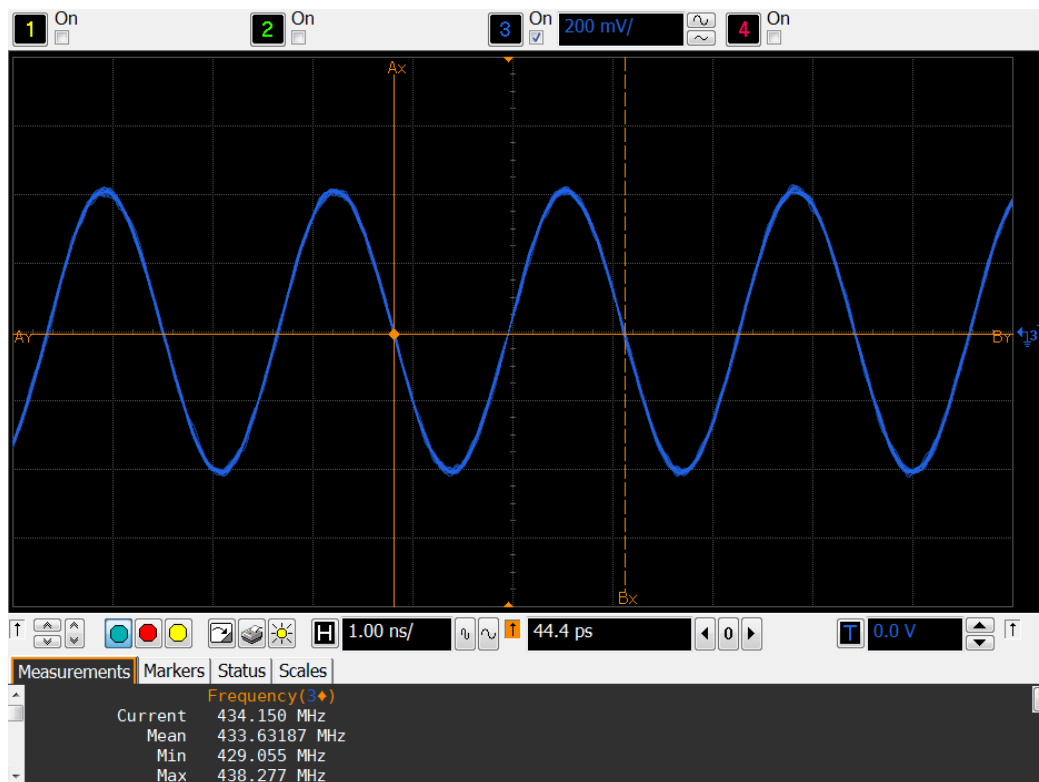 1 On 2 On 3 On 200 mV/ 4 On
Ax
AY BY 3
Bx
H 1.00 ns/ 44.4 ps 0 T 0.0 V
Measurements Markers Status Scales
Frequency(3♦)
Current 434.150 MHz
Mean 433.63187 MHz
Min 429.055 MHz
Max 438.277 MHz